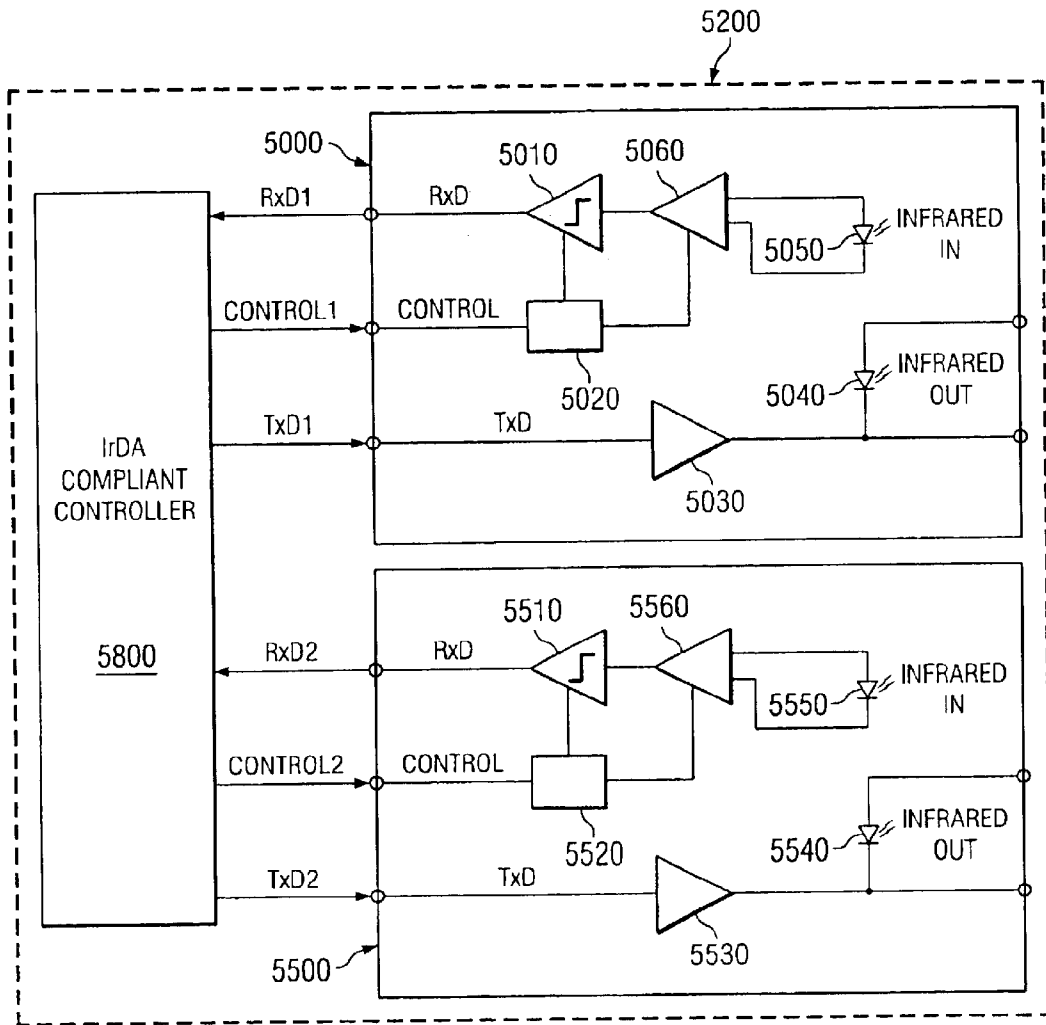 5200
5000
5010
5060
RxD1
RxD
5050
INFRARED
IN
CONTROL1
CONTROL
5020
5040
INFRARED
OUT
TxD1
TxD
5030
IrDA
COMPLIANT
CONTROLLER
5800
5510
5560
RxD2
RxD
5550
INFRARED
IN
CONTROL2
CONTROL
5520
5540
INFRARED
OUT
TxD2
TxD
5530
5500